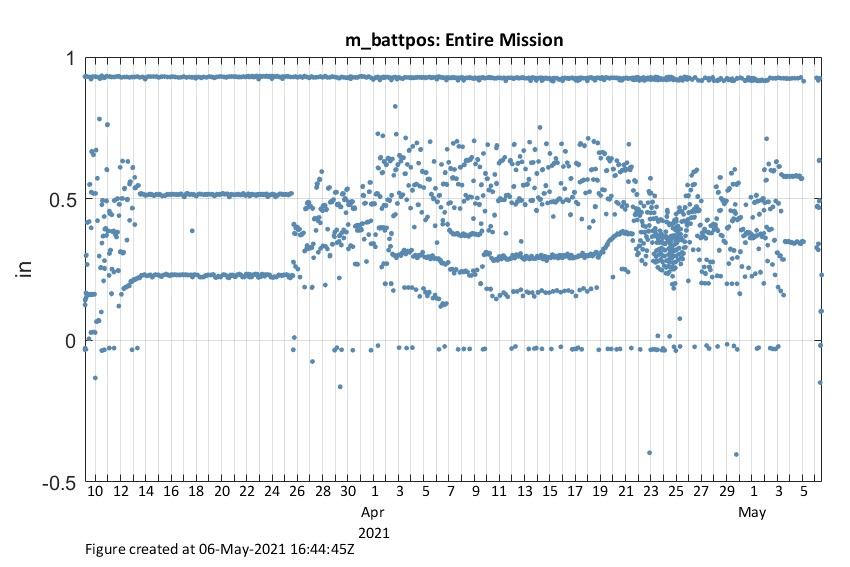 m_battpos: Entire Mission
1
0.5
0
-0.5
in
10 12 14 16 18 20 22 24 26 28 30 1 3 5 7 9 11 13 15 17 19 21 23 25 27 29 1 3 5
Apr May
2021
Figure created at 06-May-2021 16:44:45Z